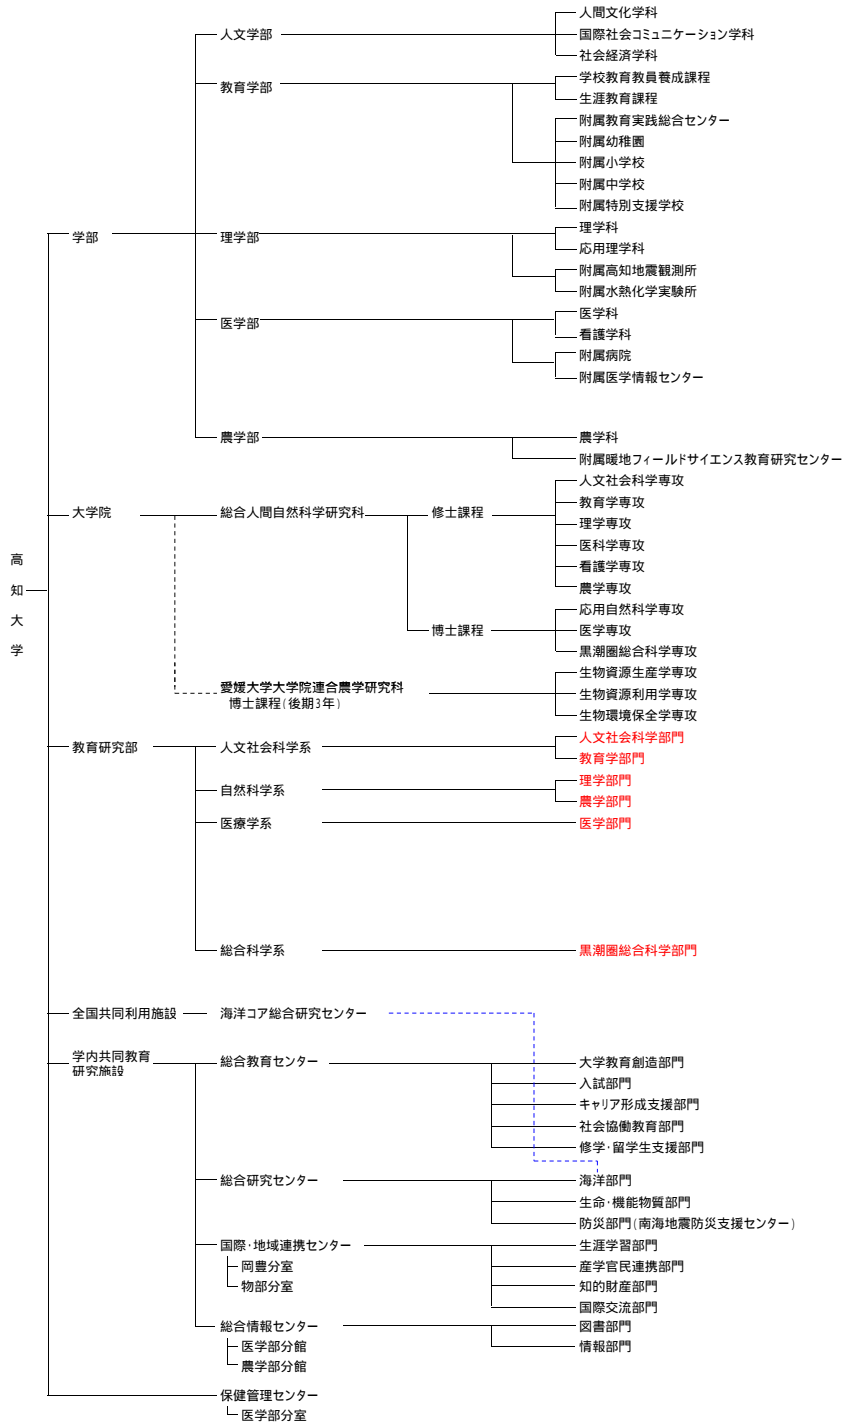 高知大学
学部
人文学部
人間文化学科
国際社会コミュニケーション学科
社会経済学科
教育学部
学校教育教員養成課程
生涯教育課程
附属教育実践総合センター
附属幼稚園
附属小学校
附属中学校
附属特別支援学校
理学部
理学科
応用理学科
附属高知地震観測所
附属水熱化学実験所
医学部
医学科
看護学科
附属病院
附属医学情報センター
農学部
農学科
附属暖地フィールドサイエンス教育研究センター
大学院
総合人間自然科学研究科
修士課程
人文社会科学専攻
教育学専攻
理学専攻
医科学専攻
看護学専攻
農学専攻
博士課程
応用自然科学専攻
医学専攻
黒潮圏総合科学専攻
愛媛大学大学院連合農学研究科
博士課程(後期3年)
生物資源生産学専攻
生物資源利用学専攻
生物環境保全学専攻
教育研究部
人文社会科学系
人文社会科学部門
教育学部門
自然科学系
理学部門
農学部門
医療学系
医学部門
総合科学系
黒潮圏総合科学部門
全国共同利用施設
海洋コア総合研究センター
学内共同教育
研究施設
総合教育センター
大学教育創造部門
入試部門
キャリア形成支援部門
社会協働教育部門
修学・留学生支援部門
総合研究センター
海洋部門
生命・機能物質部門
防災部門(南海地震防災支援センター)
国際・地域連携センター
岡豊分室
物部分室
生涯学習部門
産学官民連携部門
知的財産部門
国際交流部門
総合情報センター
医学部分館
農学部分館
図書部門
情報部門
保健管理センター
医学部分室